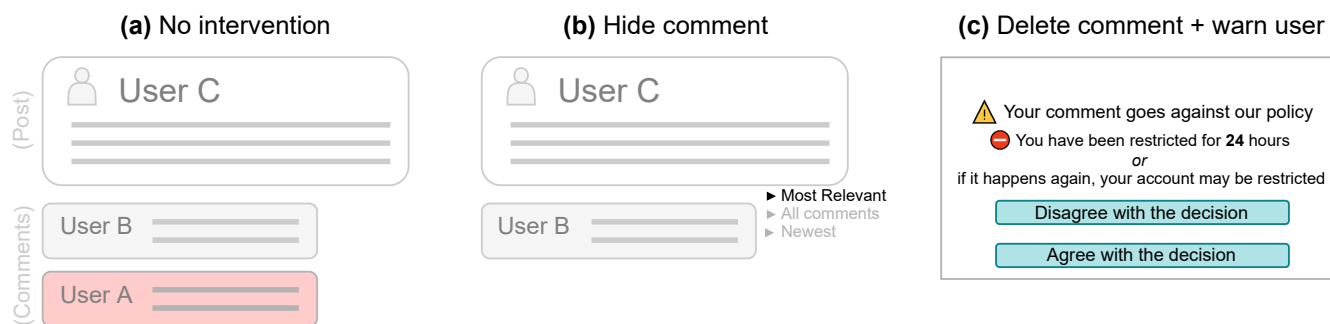 (a) No intervention
(Post)
User C
(Comments)
User B
User A
(b) Hide comment
User C
User B
► Most Relevant
► All comments
► Newest
(c) Delete comment + warn user
Your comment goes against our policy
You have been restricted for 24 hours
or
if it happens again, your account may be restricted
Disagree with the decision
Agree with the decision